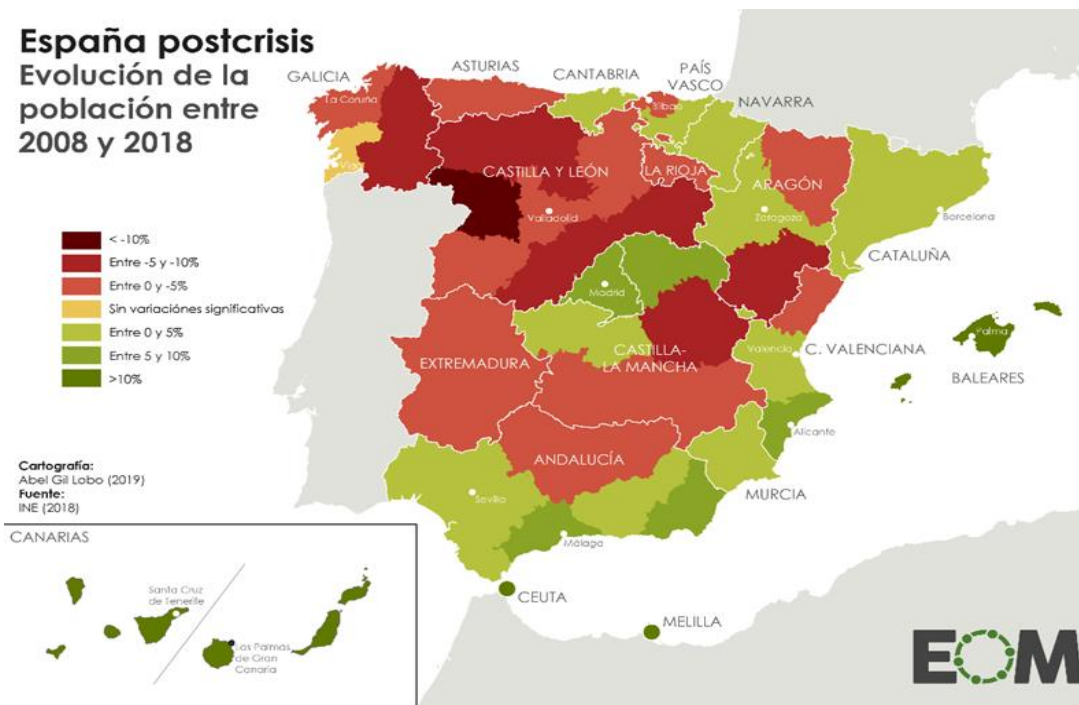 España postcrisis
Evolución de la
población entre
2008 y 2018
GALICIA
ASTURIAS
CANTABRIA
PAÍS
VASCO
NAVARRA
La Coruña
Bilbao
Vigo
CASTILLA Y LEÓN
LA RIOJA
ARAGÓN
Valladolid
Zaragoza
Barcelona
CATALUÑA
< -10%
Entre -5 y -10%
Entre 0 y -5%
Sin variaciónes significativas
Entre 0 y 5%
Entre 5 y 10%
>10%
Madrid
EXTREMADURA
CASTILLA-
LA MANCHA
Valencia
C. VALENCIANA
Palma
BALEARES
Alicante
ANDALUCÍA
MURCIA
Sevilla
Málaga
Cartografía:
Abel Gil Lobo (2019)
Fuente:
INE (2018)
CANARIAS
Santa Cruz
de Tenerife
Las Palmas
de Gran
Canaria
CEUTA
MELILLA
EOM